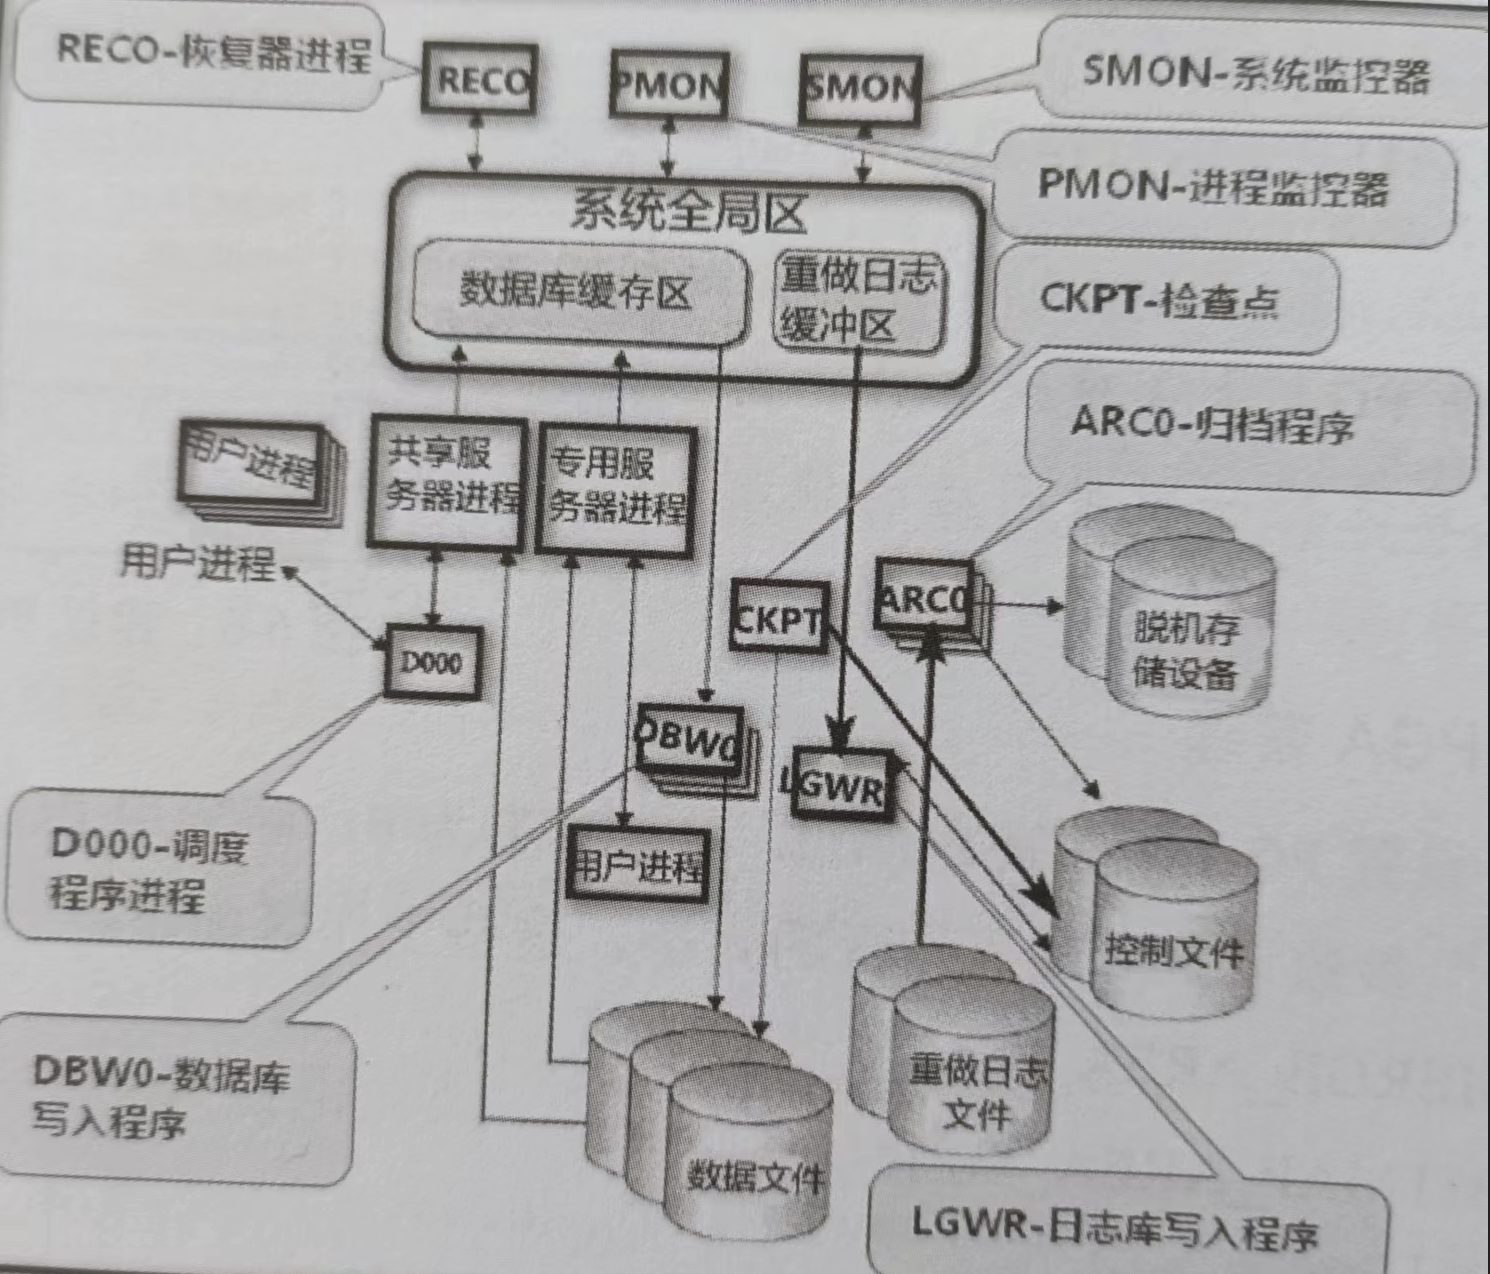 RECO-恢复器进程
RECO
PMON
SMON
SMON-系统监控器
PMON-进程监控器
系统全局区
数据库缓存区
重做日志
缓冲区
CKPT-检查点
ARC0-归档程序
用户进程
共享服
务器进程
专用服
务器进程
用户进程
CKPT
ARC0
脱机存
储设备
D000
DBW0
LGWR
D000-调度
程序进程
用户进程
控制文件
DBW0-数据库
写入程序
重做日志
文件
数据文件
LGWR-日志库写入程序